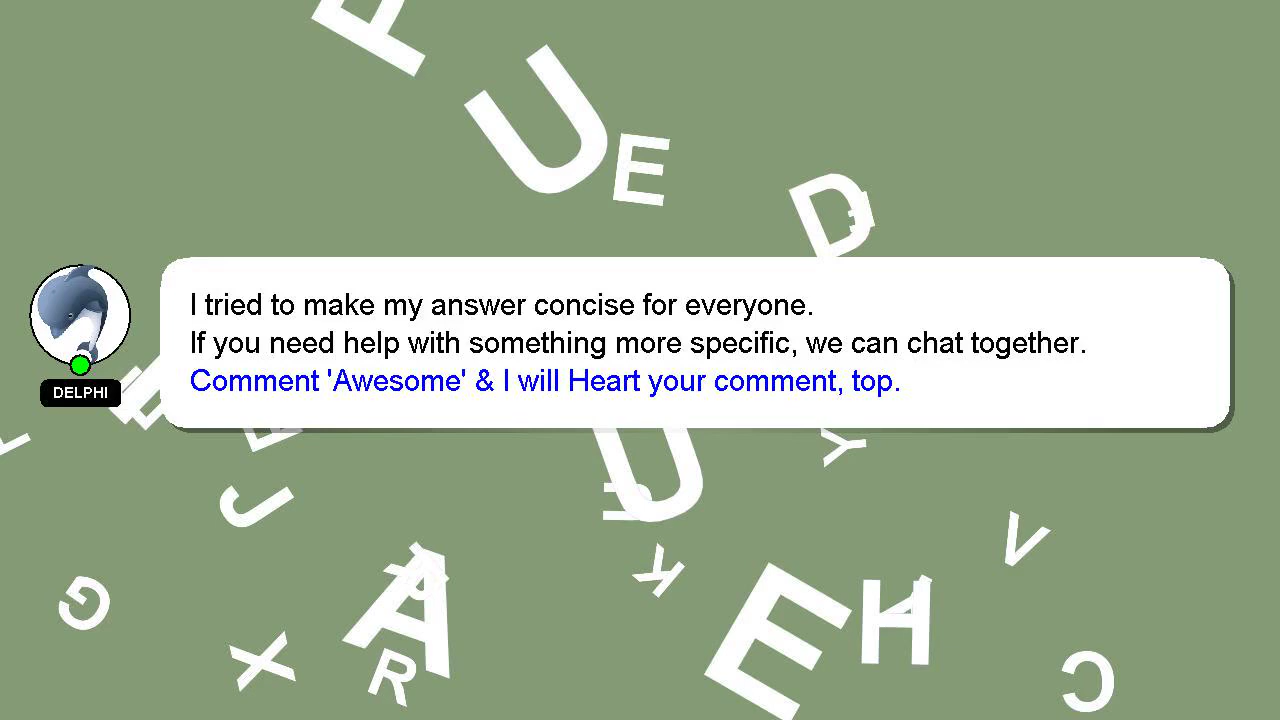 I tried to make my answer concise for everyone.
If you need help with something more specific, we can chat together.
Comment 'Awesome' & I will Heart your comment, top.
DELPHI